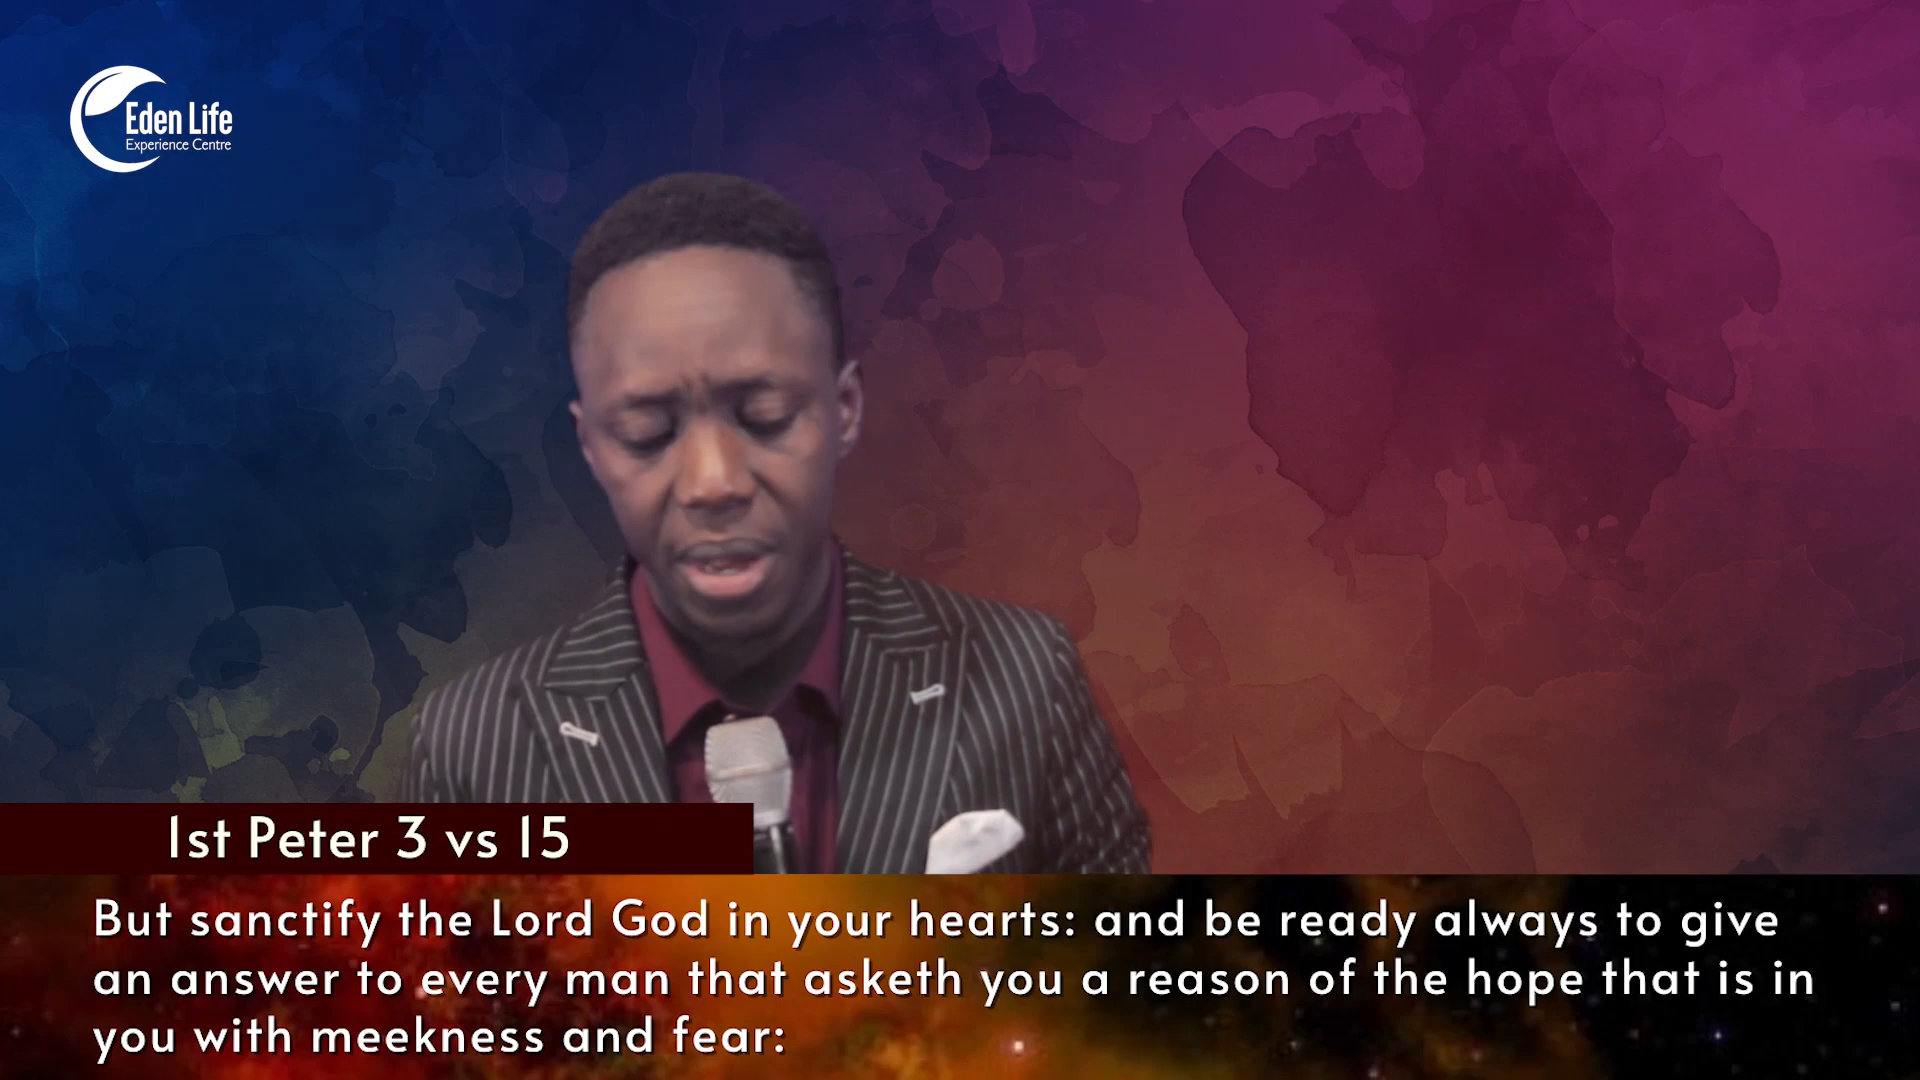 Eden Life
Experience Centre
1st Peter 3 vs 15
But sanctify the Lord God in your hearts: and be ready always to give
an answer to every man that asketh you a reason of the hope that is in
you with meekness and fear: